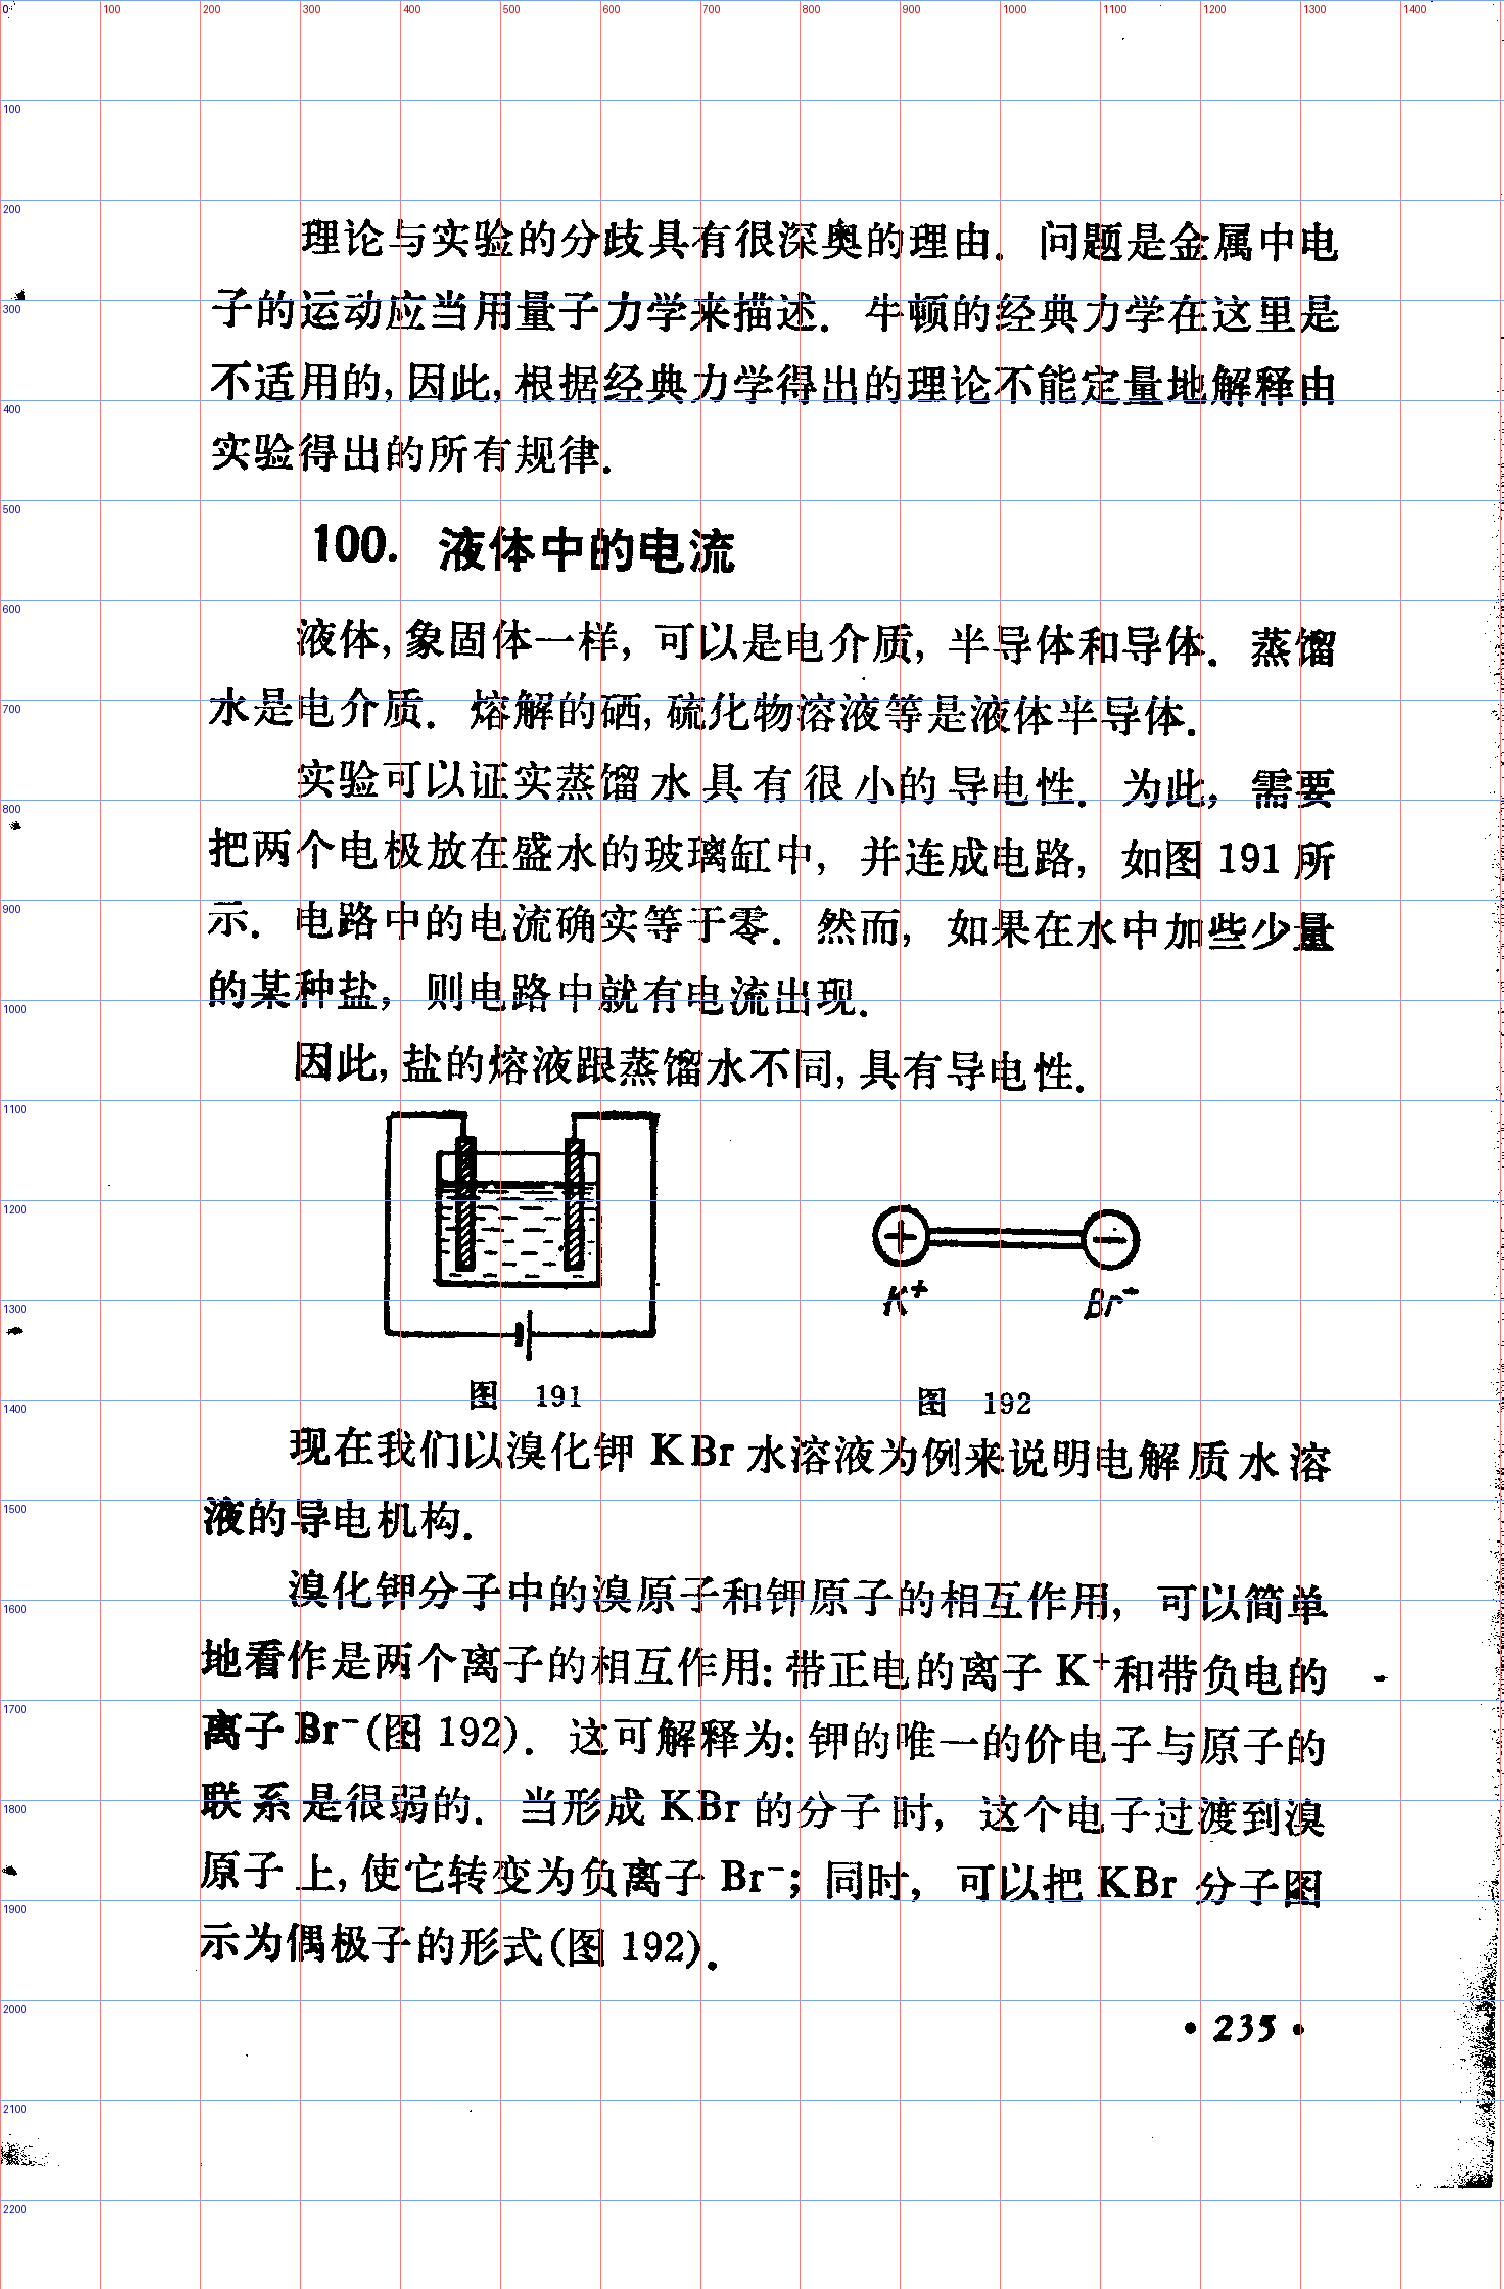 理论与实验的分歧具有很深奥的理由. 问题是金属中电
子的运动应当用量子力学来描述. 牛顿的经典力学在这里是
不适用的, 因此, 根据经典力学得出的理论不能定量地解释由
实验得出的所有规律.
100. 液体中的电流
液体, 象固体一样, 可以是电介质, 半导体和导体. 蒸馏
水是电介质. 熔解的硒, 硫化物溶液等是液体半导体.
实验可以证实蒸馏水具有很小的导电性. 为此, 需要
把两个电极放在盛水的玻璃缸中, 并连成电路, 如图 191 所
示. 电路中的电流确实等于零. 然而, 如果在水中加些少量
的某种盐, 则电路中就有电流出现.
因此, 盐的熔液跟蒸馏水不同, 具有导电性.
K⁺ Br⁻
图 191 图 192
现在我们以溴化钾 KBr 水溶液为例来说明电解质水溶
液的导电机构.
溴化钾分子中的溴原子和钾原子的相互作用, 可以简单
地看作是两个离子的相互作用: 带正电的离子 K⁺和带负电的
离子 Br⁻(图 192). 这可解释为: 钾的唯一的价电子与原子的
联系是很弱的. 当形成 KBr 的分子时, 这个电子过渡到溴
原子上, 使它转变为负离子 Br⁻; 同时, 可以把 KBr 分子图
示为偶极子的形式(图 192).
• 235 •